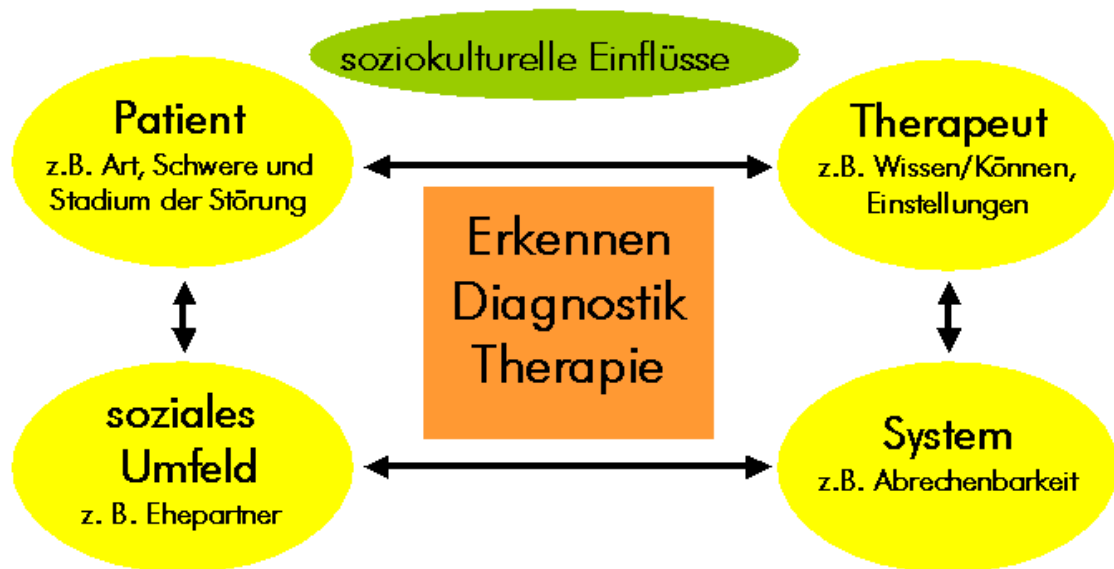 soziokulturelle Einflüsse
Patient
z.B. Art, Schwere und
Stadium der Störung
Therapeut
z.B. Wissen/Können,
Einstellungen
Erkennen
Diagnostik
Therapie
soziales
Umfeld
z. B. Ehepartner
System
z.B. Abrechenbarkeit